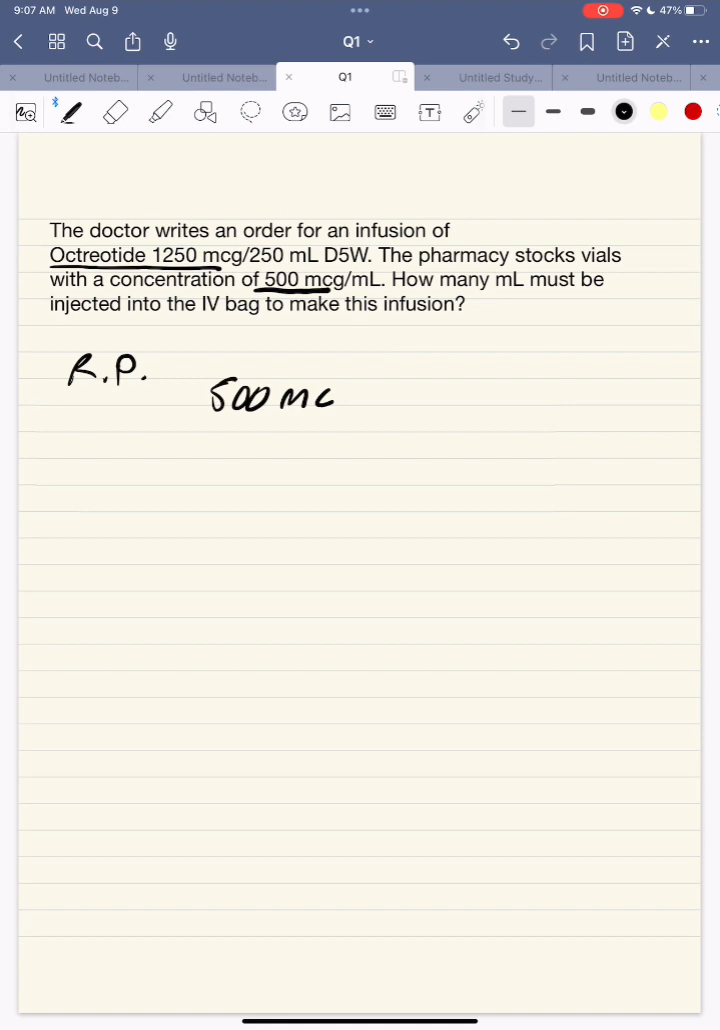 9:07 AM Wed Aug 9
47%
Q1
Untitled Noteb...
Untitled Noteb...
Q1
Untitled Study...
Untitled Noteb...
The doctor writes an order for an infusion of
Octreotide 1250 mcg/250 mL D5W. The pharmacy stocks vials
with a concentration of 500 mcg/mL. How many mL must be
injected into the IV bag to make this infusion?
R.P.
500 mc